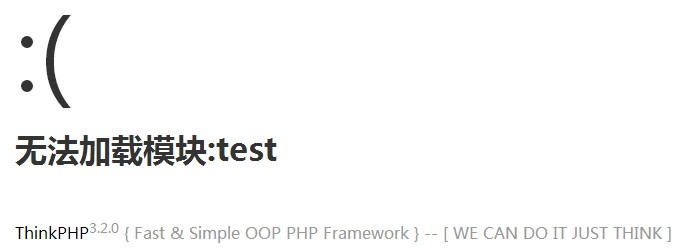 :(
无法加载模块:test
ThinkPHP3.2.0 { Fast & Simple OOP PHP Framework } -- [ WE CAN DO IT JUST THINK ]